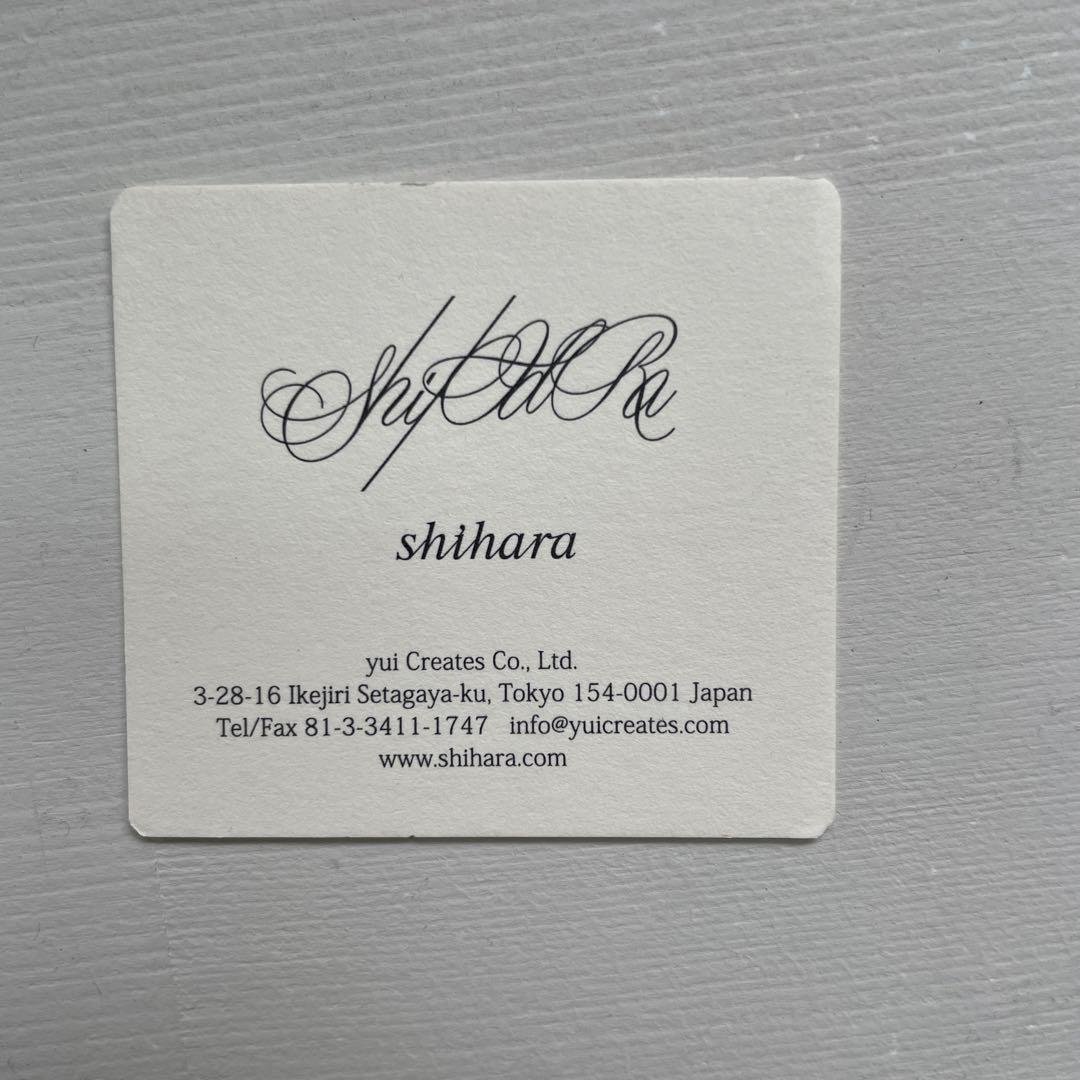 Shihara
shihara
yui Creates Co., Ltd.
3-28-16 Ikejiri Setagaya-ku, Tokyo 154-0001 Japan
Tel/Fax 81-3-3411-1747 info@yuicreates.com
www.shihara.com